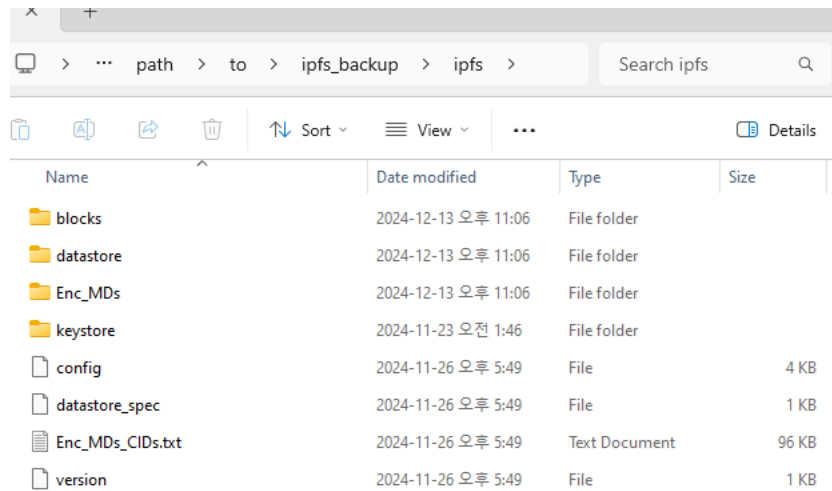 ··· path > to > ipfs_backup > ipfs > Search ipfs
Sort View ··· Details
Name Date modified Type Size
blocks 2024-12-13 오후 11:06 File folder
datastore 2024-12-13 오후 11:06 File folder
Enc_MDs 2024-12-13 오후 11:06 File folder
keystore 2024-11-23 오전 1:46 File folder
config 2024-11-26 오후 5:49 File 4 KB
datastore_spec 2024-11-26 오후 5:49 File 1 KB
Enc_MDs_CIDs.txt 2024-11-26 오후 5:49 Text Document 96 KB
version 2024-11-26 오후 5:49 File 1 KB